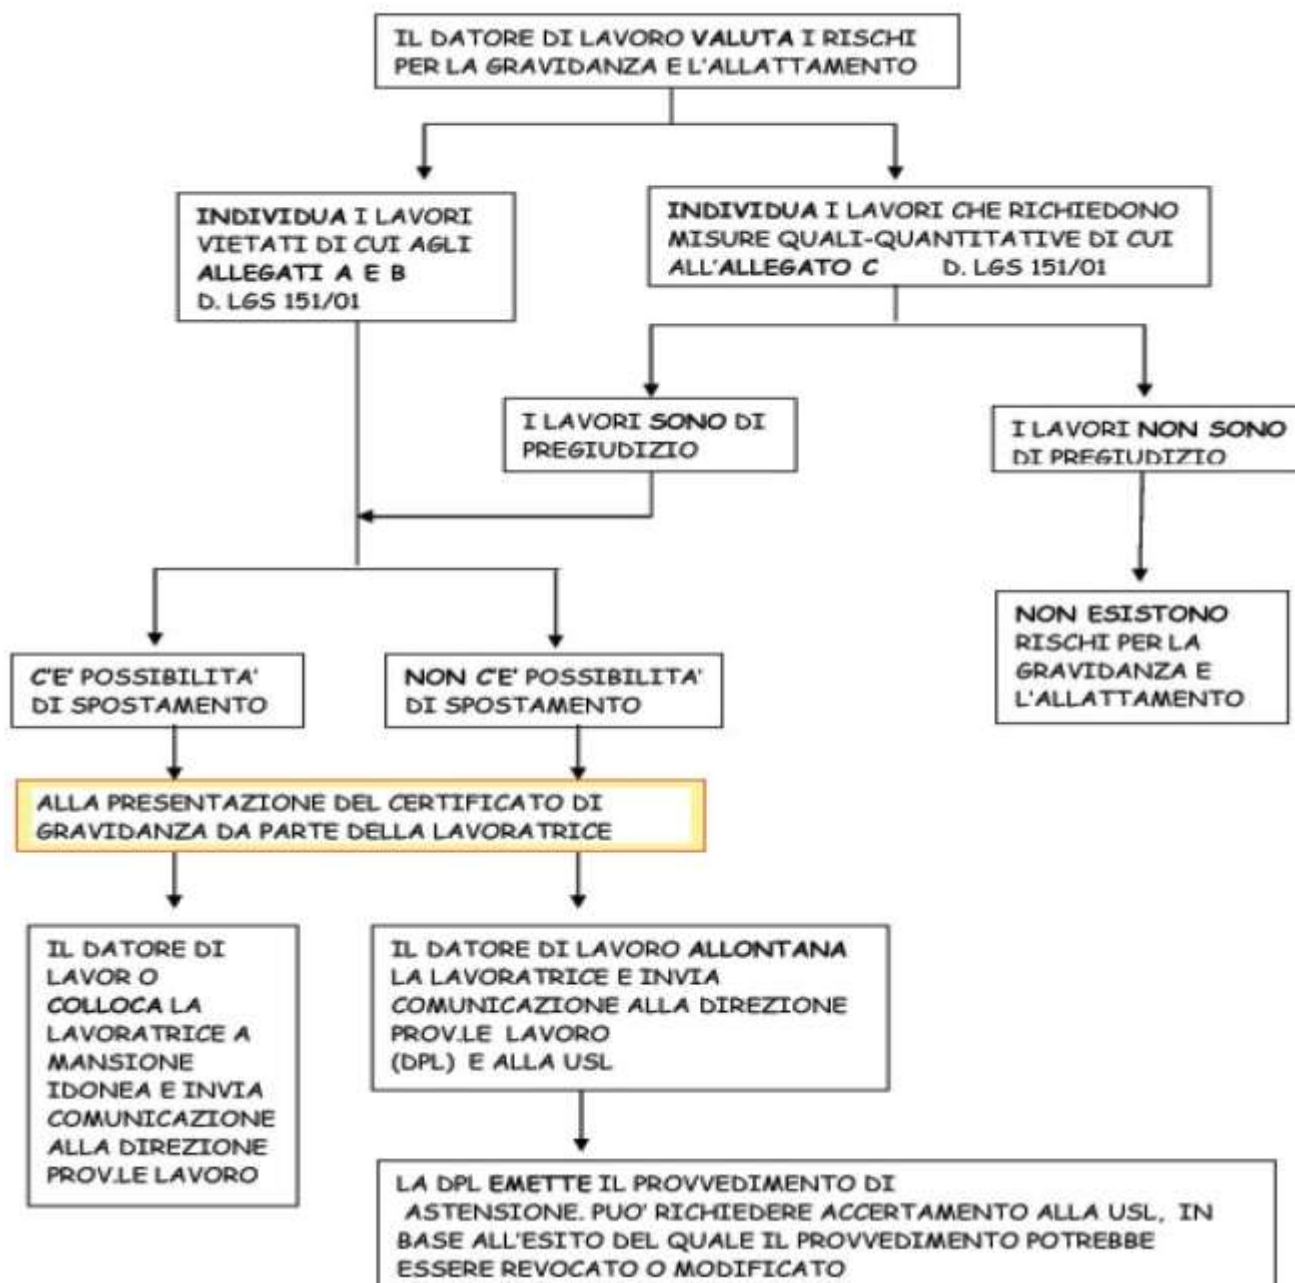 IL DATORE DI LAVORO VALUTA I RISCHI
PER LA GRAVIDANZA E L'ALLATTAMENTO
INDIVIDUA I LAVORI
VIETATI DI CUI AGLI
ALLEGATI A E B
D. LGS 151/01
INDIVIDUA I LAVORI CHE RICHIEDONO
MISURE QUALI-QUANTITATIVE DI CUI
ALL'ALLEGATO C D. LGS 151/01
I LAVORI SONO DI
PREGIUDIZIO
I LAVORI NON SONO
DI PREGIUDIZIO
C'E' POSSIBILITA'
DI SPOSTAMENTO
NON C'E' POSSIBILITA'
DI SPOSTAMENTO
NON ESISTONO
RISCHI PER LA
GRAVIDANZA E
L'ALLATTAMENTO
ALLA PRESENTAZIONE DEL CERTIFICATO DI
GRAVIDANZA DA PARTE DELLA LAVORATRICE
IL DATORE DI
LAVOR O
COLLOCA LA
LAVORATRICE A
MANSIONE
IDONEA E INVIA
COMUNICAZIONE
ALLA DIREZIONE
PROV.LE LAVORO
IL DATORE DI LAVORO ALLONTANA
LA LAVORATRICE E INVIA
COMUNICAZIONE ALLA DIREZIONE
PROV.LE LAVORO
(DPL) E ALLA USL
LA DPL EMETTE IL PROVVEDIMENTO DI
ASTENSIONE. PUO' RICHIEDERE ACCERTAMENTO ALLA USL, IN
BASE ALL'ESITO DEL QUALE IL PROVVEDIMENTO POTREBBE
ESSERE REVOCATO O MODIFICATO